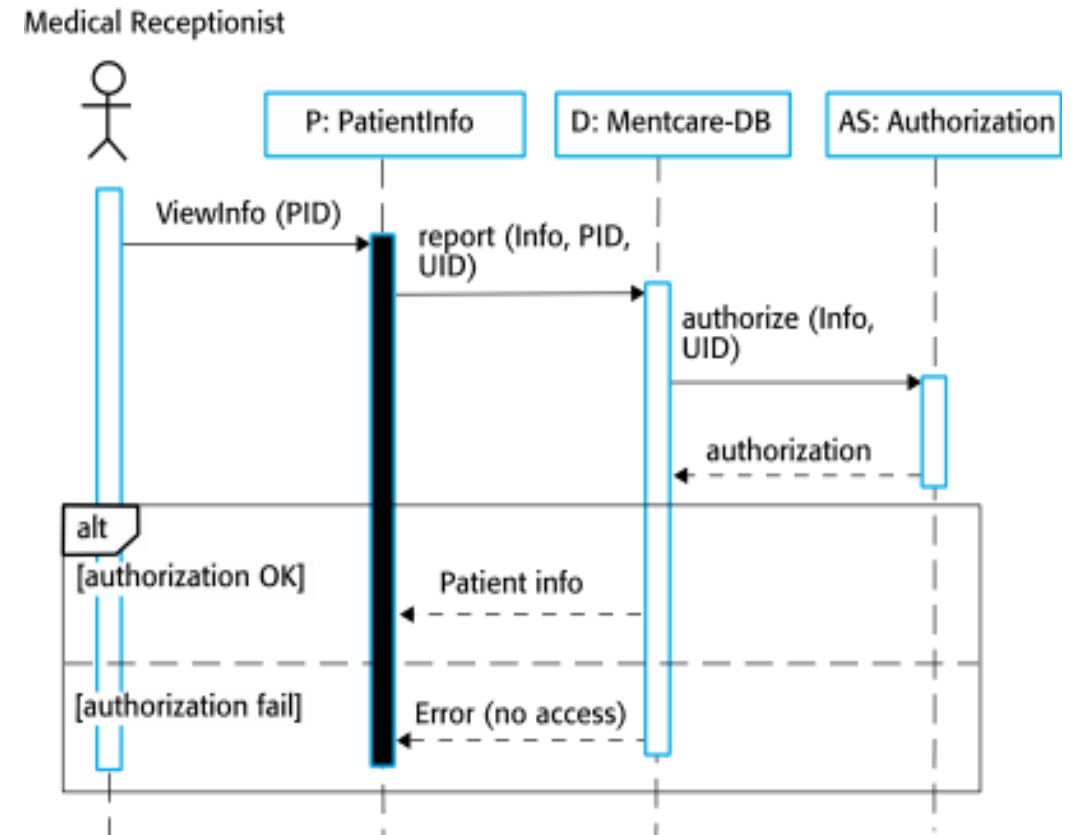 Medical Receptionist
P: PatientInfo
D: Mentcare-DB
AS: Authorization
ViewInfo (PID)
report (Info, PID,
UID)
authorize (Info,
UID)
authorization
alt
[authorization OK]
Patient info
[authorization fail]
Error (no access)